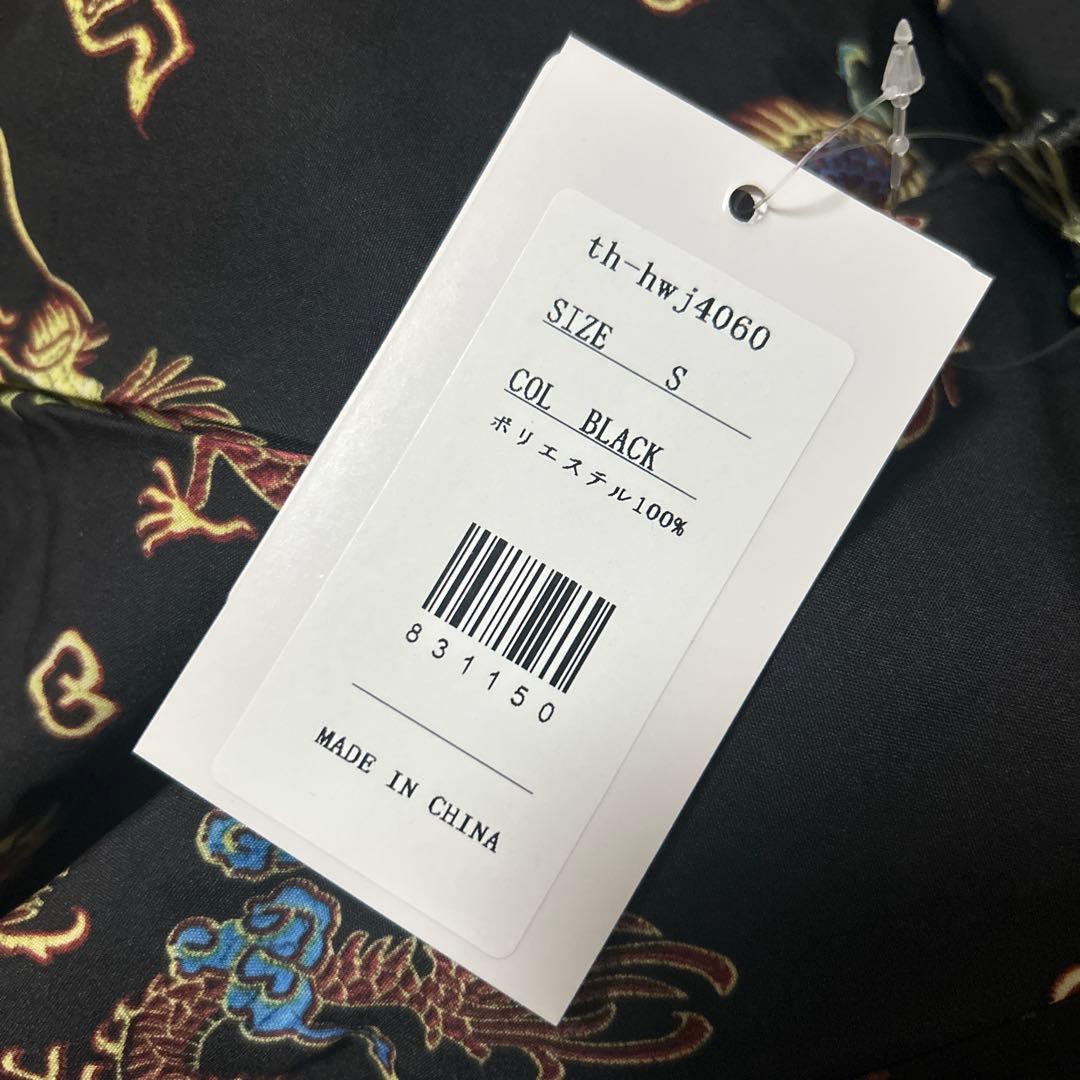 th-hwj4060
SIZE S
COL BLACK
ポリエステル100%
831150
MADE IN CHINA